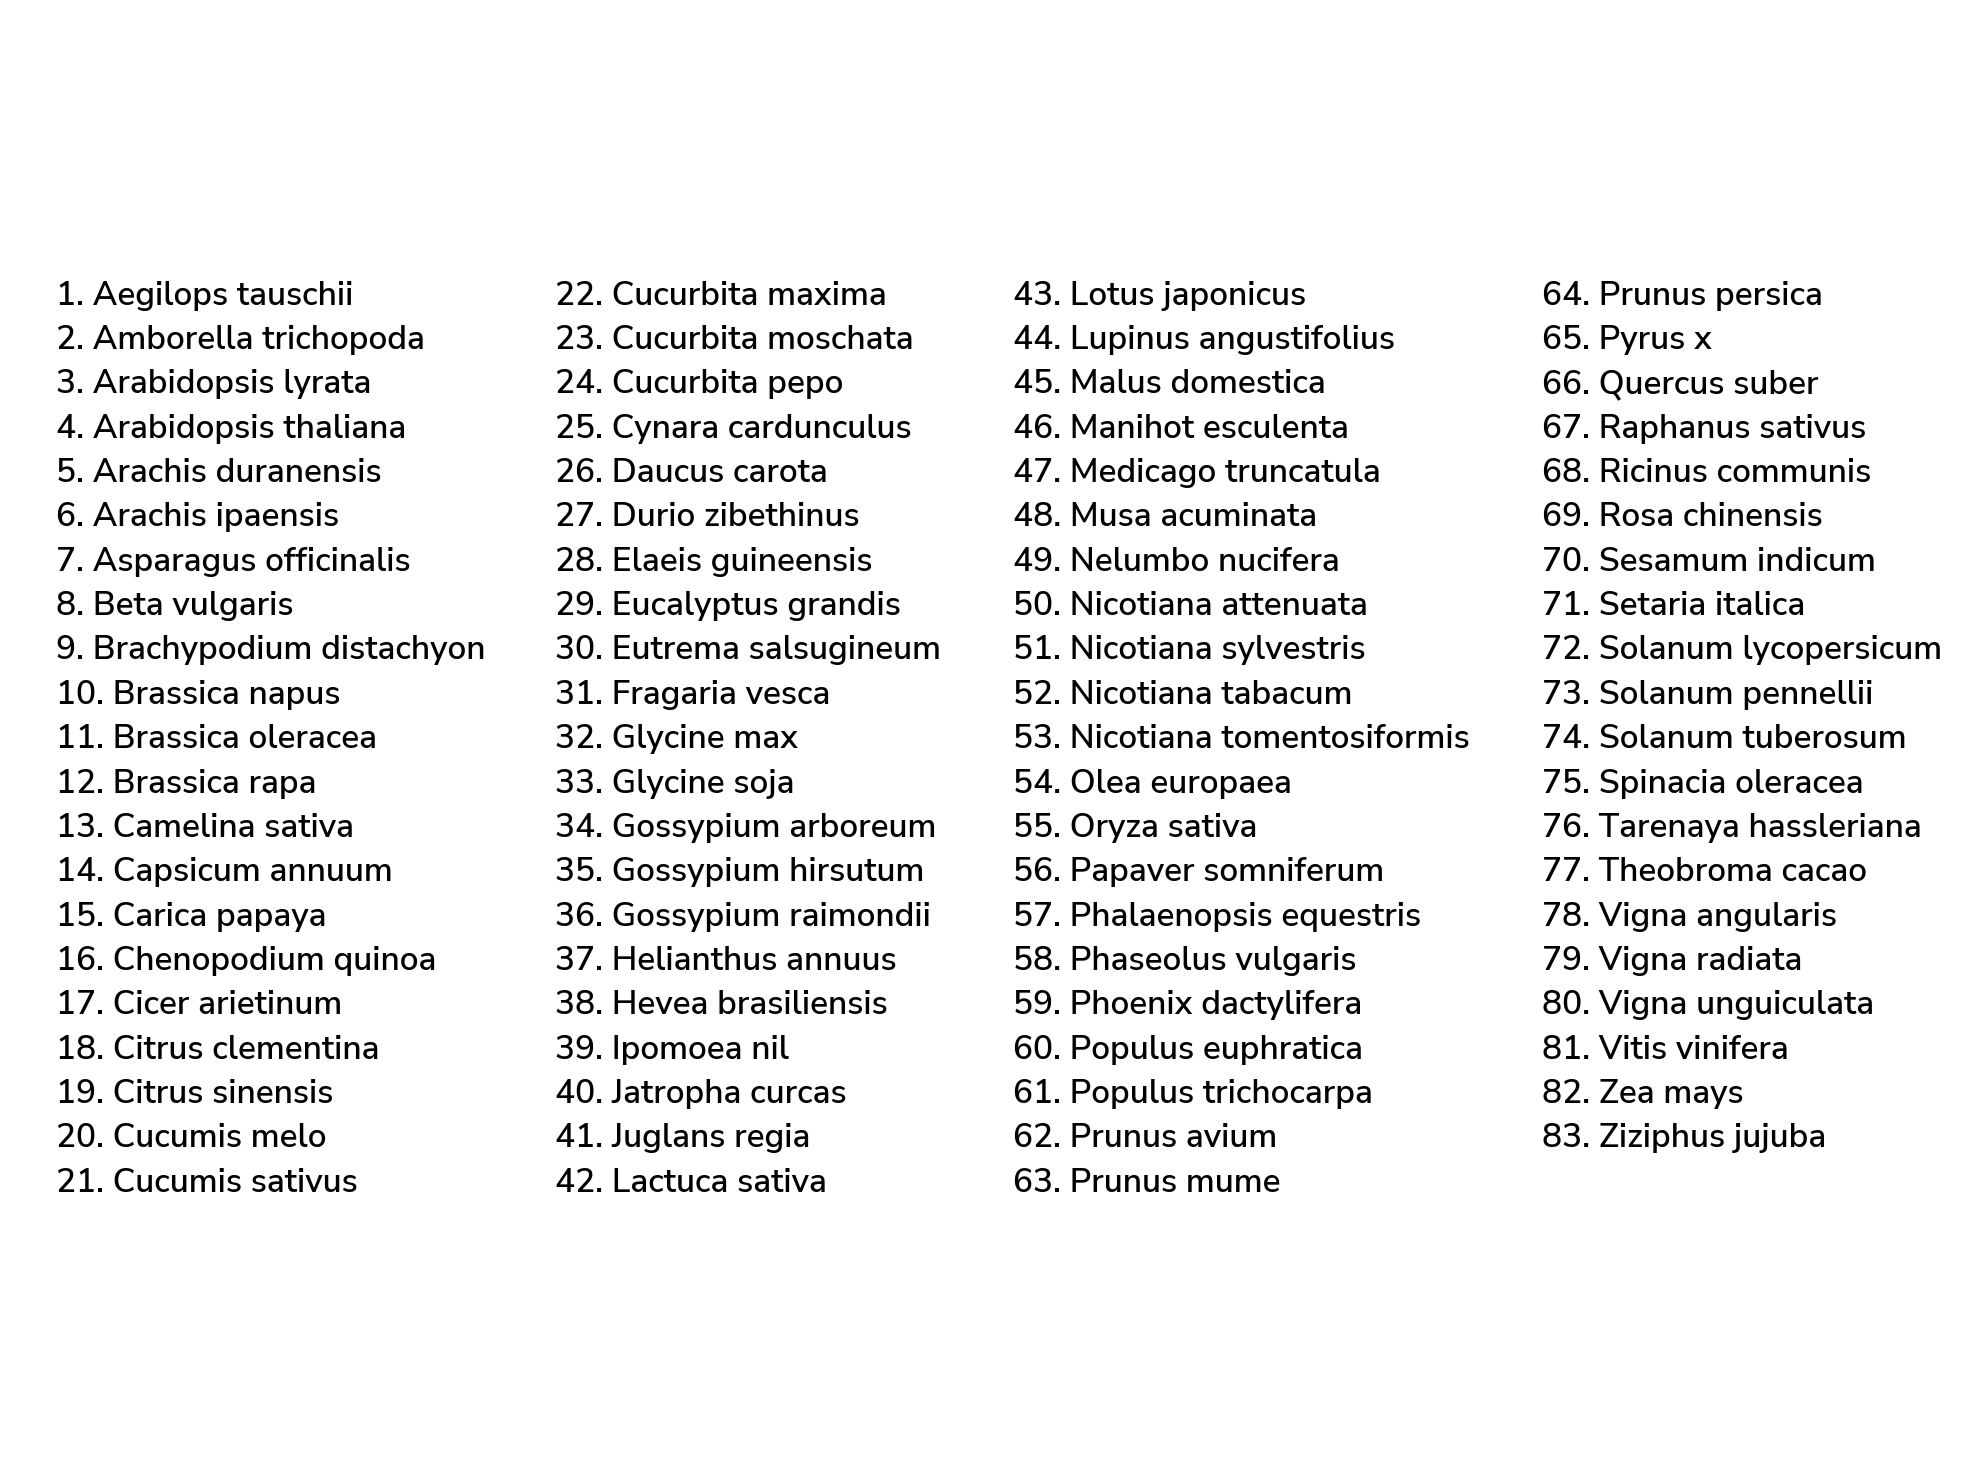 1. Aegilops tauschii
2. Amborella trichopoda
3. Arabidopsis lyrata
4. Arabidopsis thaliana
5. Arachis duranensis
6. Arachis ipaensis
7. Asparagus officinalis
8. Beta vulgaris
9. Brachypodium distachyon
10. Brassica napus
11. Brassica oleracea
12. Brassica rapa
13. Camelina sativa
14. Capsicum annuum
15. Carica papaya
16. Chenopodium quinoa
17. Cicer arietinum
18. Citrus clementina
19. Citrus sinensis
20. Cucumis melo
21. Cucumis sativus
22. Cucurbita maxima
23. Cucurbita moschata
24. Cucurbita pepo
25. Cynara cardunculus
26. Daucus carota
27. Durio zibethinus
28. Elaeis guineensis
29. Eucalyptus grandis
30. Eutrema salsugineum
31. Fragaria vesca
32. Glycine max
33. Glycine soja
34. Gossypium arboreum
35. Gossypium hirsutum
36. Gossypium raimondii
37. Helianthus annuus
38. Hevea brasiliensis
39. Ipomoea nil
40. Jatropha curcas
41. Juglans regia
42. Lactuca sativa
43. Lotus japonicus
44. Lupinus angustifolius
45. Malus domestica
46. Manihot esculenta
47. Medicago truncatula
48. Musa acuminata
49. Nelumbo nucifera
50. Nicotiana attenuata
51. Nicotiana sylvestris
52. Nicotiana tabacum
53. Nicotiana tomentosiformis
54. Olea europaea
55. Oryza sativa
56. Papaver somniferum
57. Phalaenopsis equestris
58. Phaseolus vulgaris
59. Phoenix dactylifera
60. Populus euphratica
61. Populus trichocarpa
62. Prunus avium
63. Prunus mume
64. Prunus persica
65. Pyrus x
66. Quercus suber
67. Raphanus sativus
68. Ricinus communis
69. Rosa chinensis
70. Sesamum indicum
71. Setaria italica
72. Solanum lycopersicum
73. Solanum pennellii
74. Solanum tuberosum
75. Spinacia oleracea
76. Tarenaya hassleriana
77. Theobroma cacao
78. Vigna angularis
79. Vigna radiata
80. Vigna unguiculata
81. Vitis vinifera
82. Zea mays
83. Ziziphus jujuba